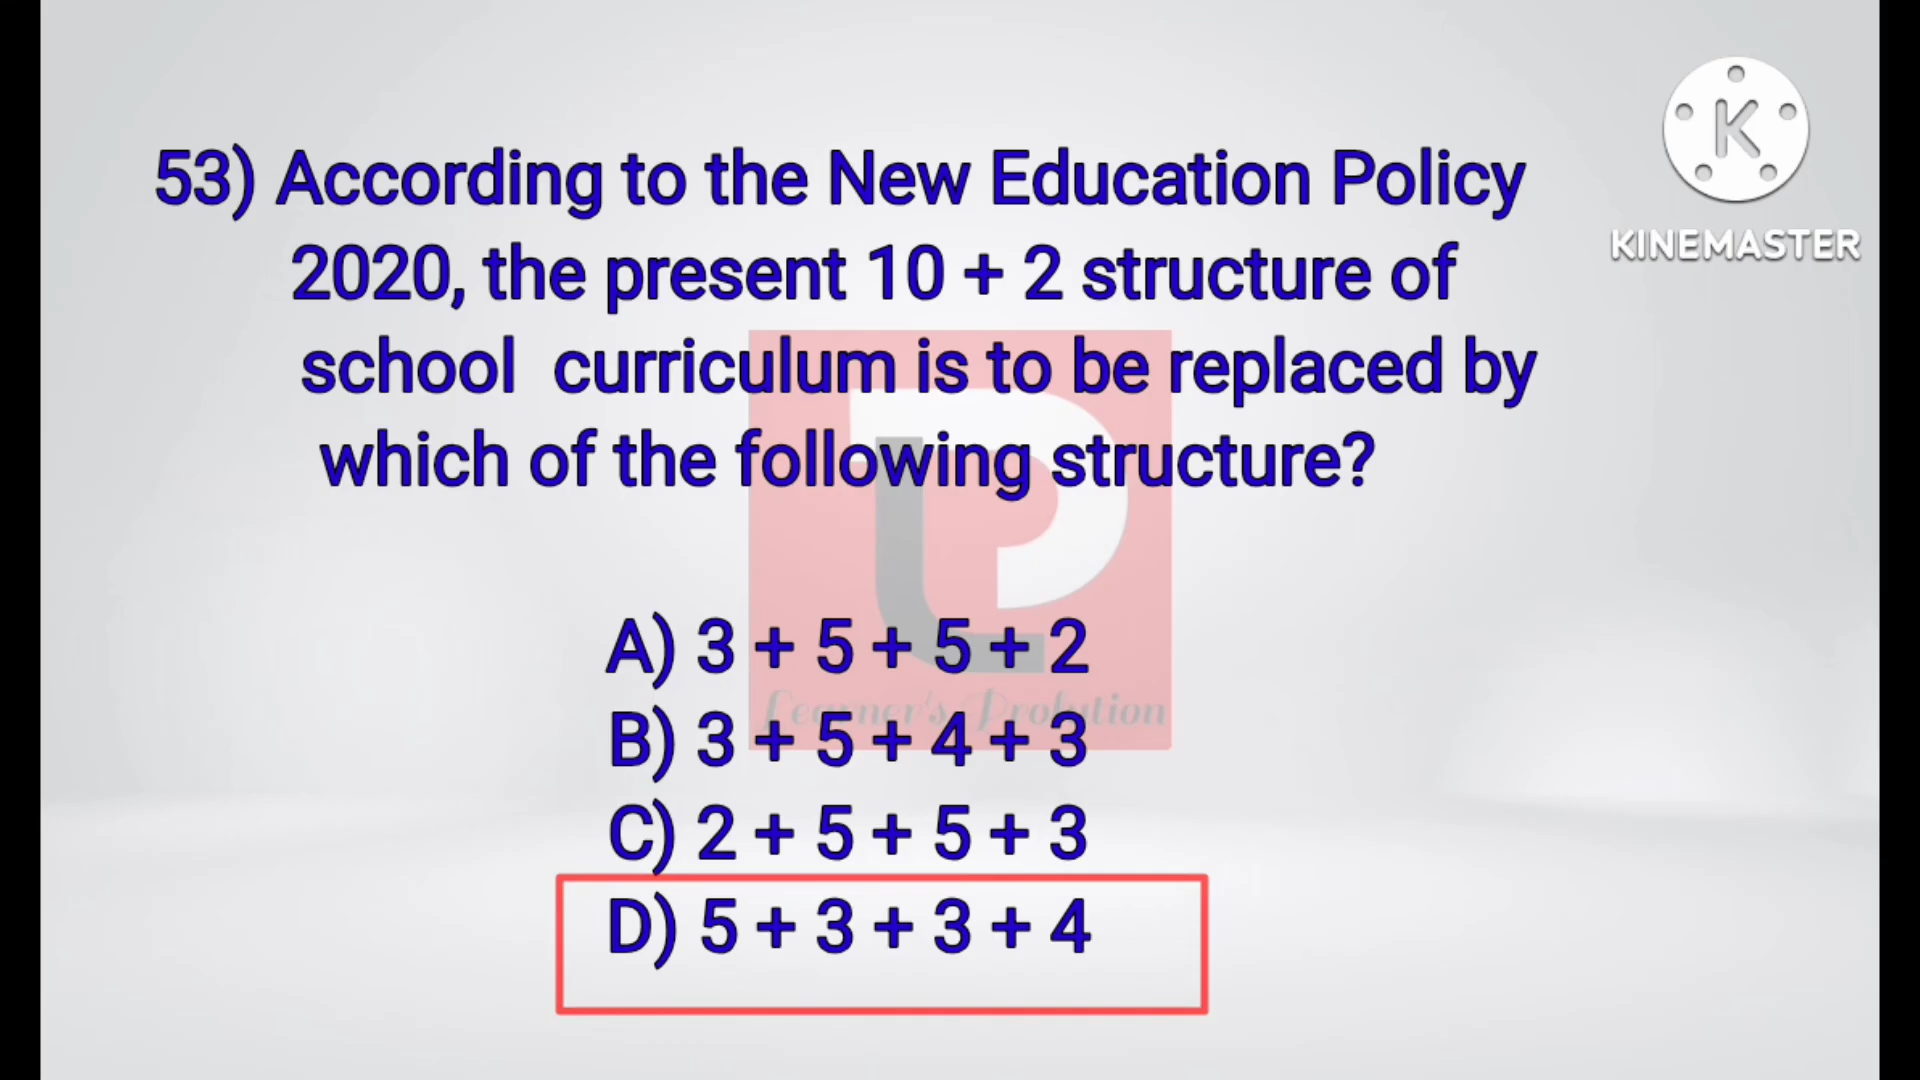 K
KINEMASTER
53) According to the New Education Policy
2020, the present 10 + 2 structure of
school curriculum is to be replaced by
which of the following structure?
A) 3 + 5 + 5 + 2
Learner's Prolution
B) 3 + 5 + 4 + 3
C) 2 + 5 + 5 + 3
D) 5 + 3 + 3 + 4